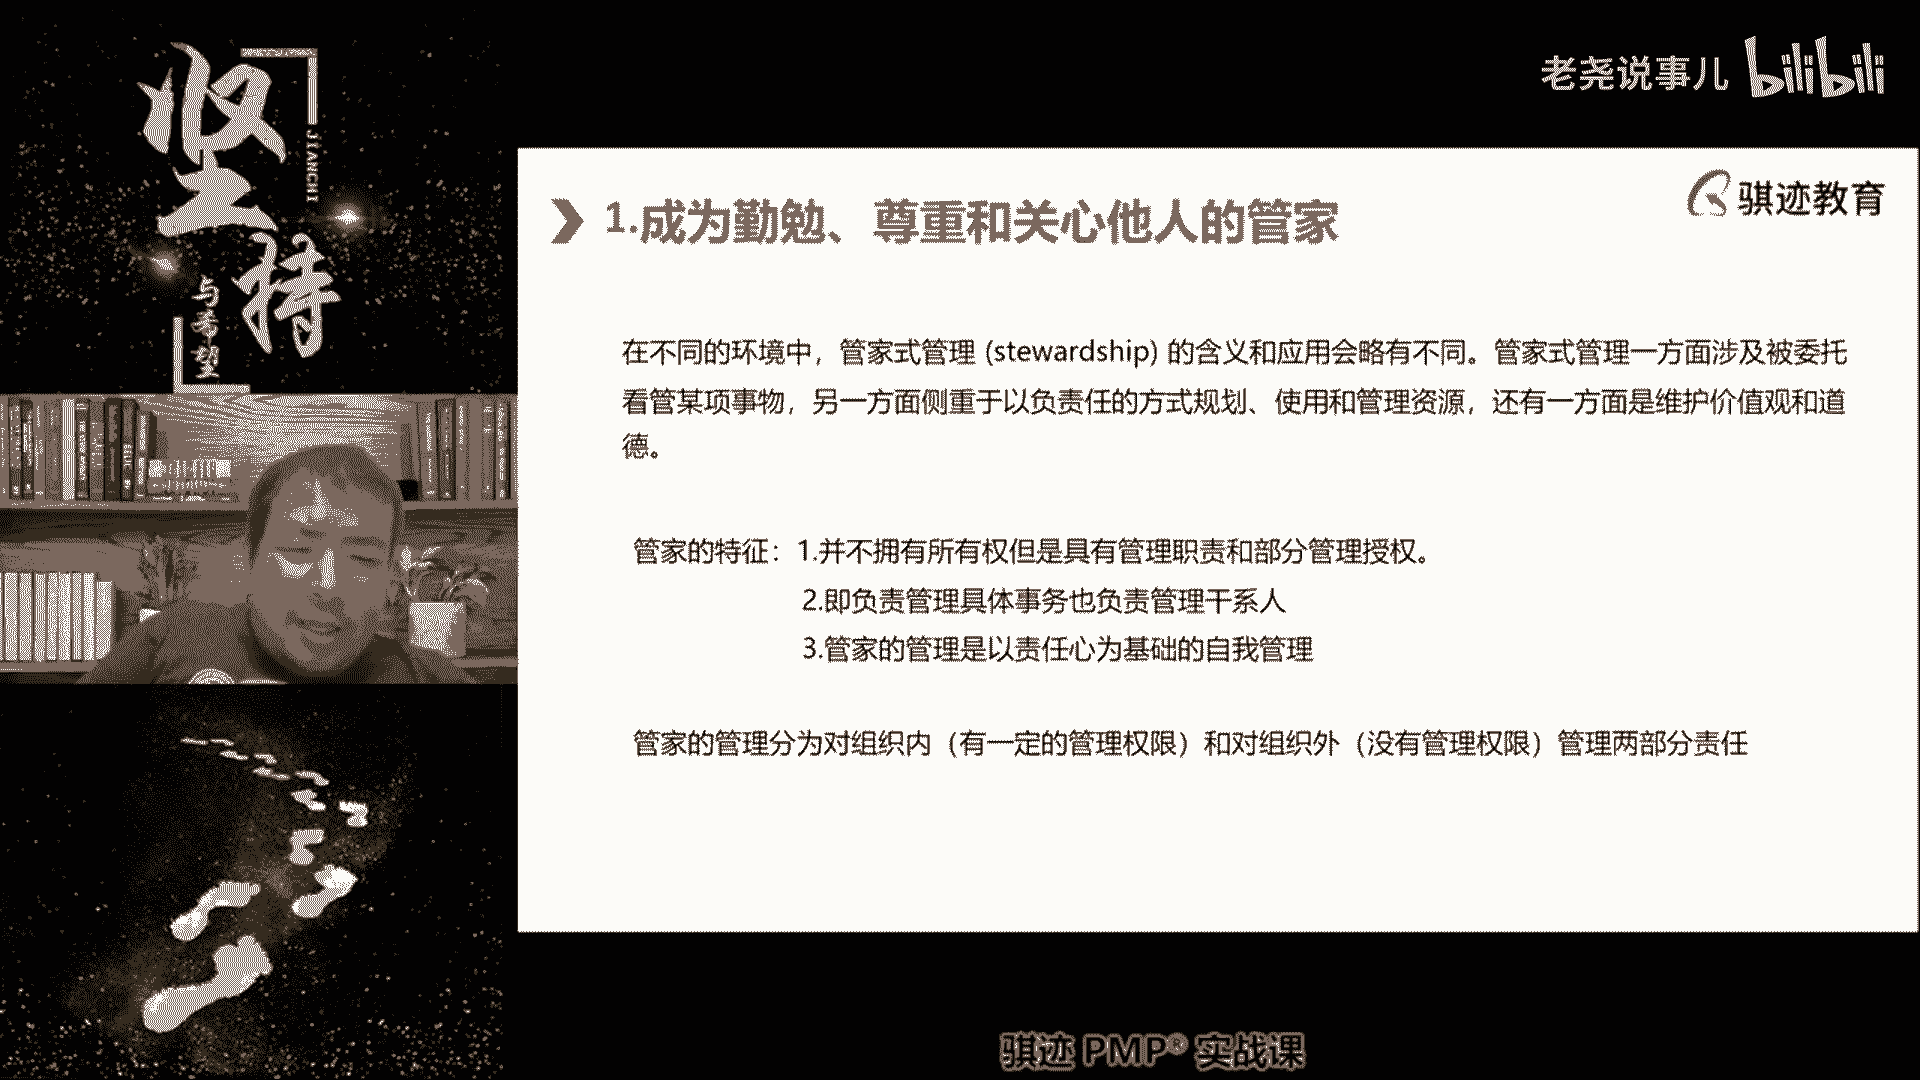 坚持
JIANCHI
与希望
老尧说事儿 bilibili
骐迹教育
1.成为勤勉、尊重和关心他人的管家
在不同的环境中，管家式管理 (stewardship) 的含义和应用会略有不同。管家式管理一方面涉及被委托
看管某项事物，另一方面侧重于以负责任的方式规划、使用和管理资源，还有一方面是维护价值观和道
德。
管家的特征：1.并不拥有所有权但是具有管理职责和部分管理授权。
2.即负责管理具体事务也负责管理干系人
3.管家的管理是以责任心为基础的自我管理
管家的管理分为对组织内（有一定的管理权限）和对组织外（没有管理权限）管理两部分责任
骐迹 PMP® 实战课